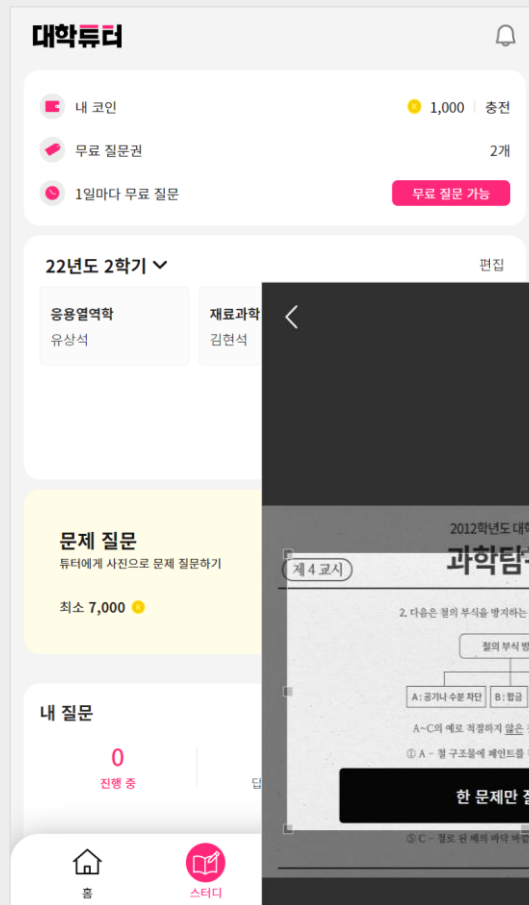 대학튜터
내 코인 1,000 충전
무료 질문권 2개
1일마다 무료 질문 무료 질문 가능
22년도 2학기 편집
응용열역학 재료과학
유상석 김현석
문제 질문
튜터에게 사진으로 문제 질문하기
최소 7,000
내 질문
0
진행 중 답
홈 스터디
2012학년도 대학
제 4 교시 과학탐구
2. 다음은 철의 부식을 방지하는
철의 부식 방
A : 공기나 수분 차단 B : 합금
A~C의 예로 적절하지 않은
① A - 철 구조물에 페인트를
한 문제만 질
⑤ C - 철로 된 배의 바닥 바깥